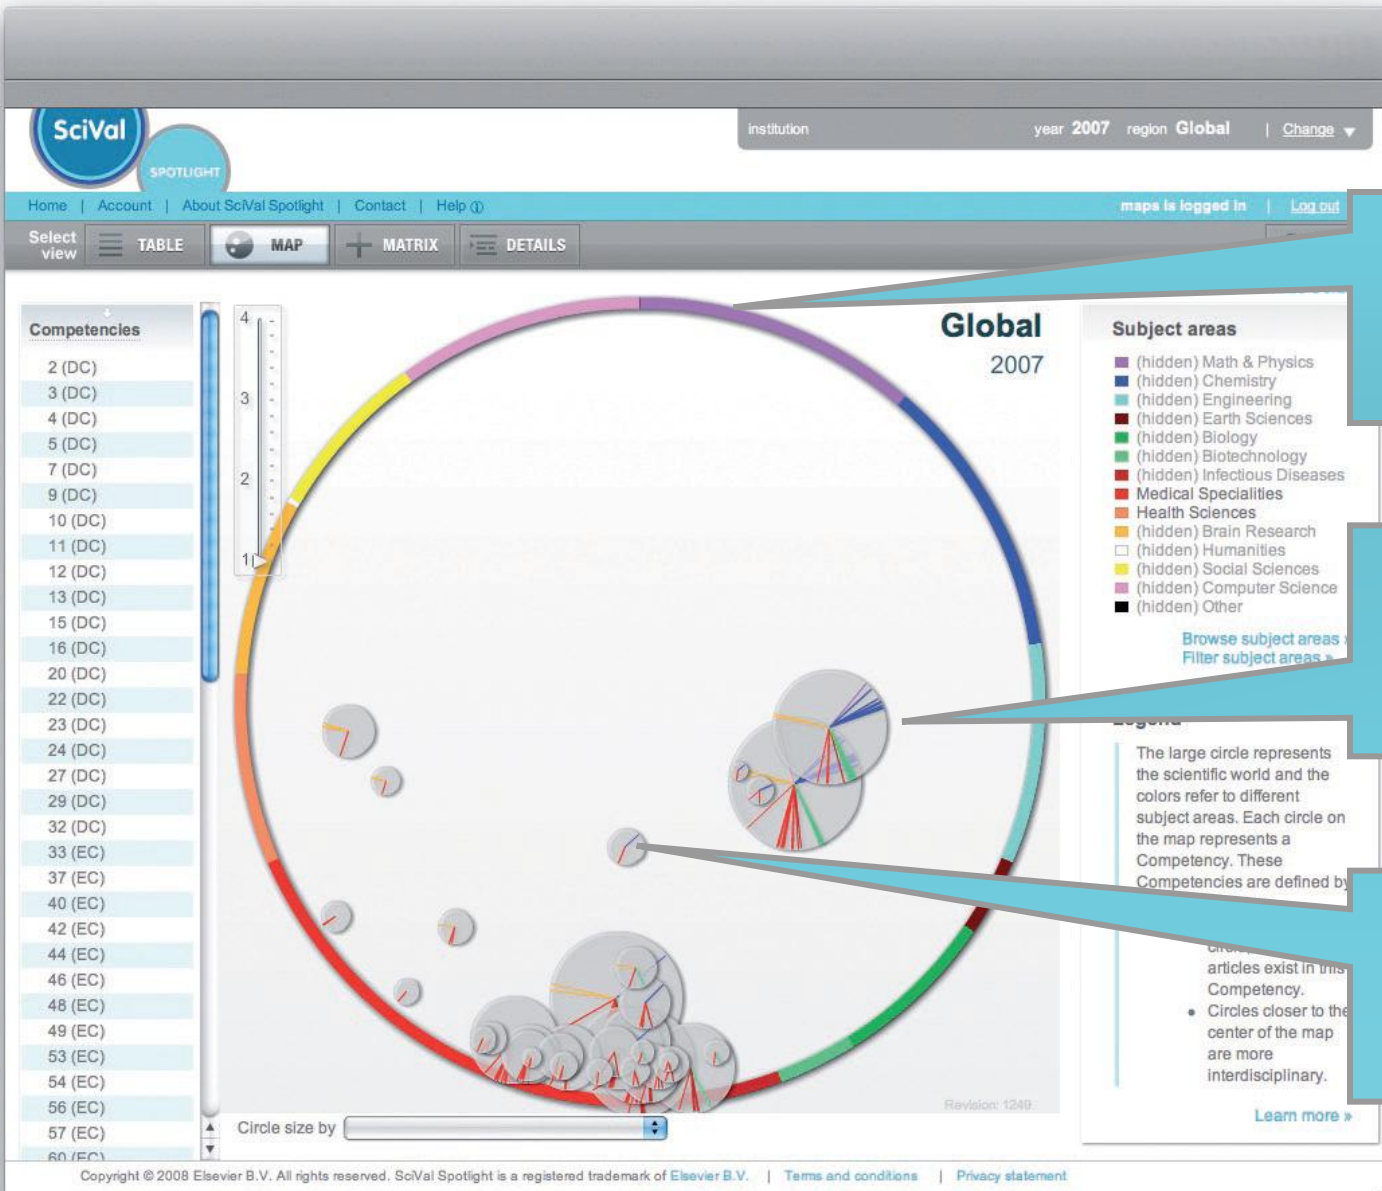 SciVal
SPOTLIGHT
institution
year 2007 region Global | Change
Home | Account | About SciVal Spotlight | Contact | Help
maps is logged in | Log out
Select view
TABLE
MAP
MATRIX
DETAILS
Competencies
2 (DC)
3 (DC)
4 (DC)
5 (DC)
7 (DC)
9 (DC)
10 (DC)
11 (DC)
12 (DC)
13 (DC)
15 (DC)
16 (DC)
20 (DC)
22 (DC)
23 (DC)
24 (DC)
27 (DC)
29 (DC)
32 (DC)
33 (EC)
37 (EC)
40 (EC)
42 (EC)
44 (EC)
46 (EC)
48 (EC)
49 (EC)
53 (EC)
54 (EC)
56 (EC)
57 (EC)
60 (EC)
4
3
2
1
Global
2007
Revision: 1249
Circle size by
Subject areas
(hidden) Math & Physics
(hidden) Chemistry
(hidden) Engineering
(hidden) Earth Sciences
(hidden) Biology
(hidden) Biotechnology
(hidden) Infectious Diseases
Medical Specialities
Health Sciences
(hidden) Brain Research
(hidden) Humanities
(hidden) Social Sciences
(hidden) Computer Science
(hidden) Other
Browse subject areas »
Filter subject areas »
Legend
The large circle represents
the scientific world and the
colors refer to different
subject areas. Each circle on
the map represents a
Competency. These
Competencies are defined by
articles exist in this
Competency.
• Circles closer to the
center of the map
are more
interdisciplinary.
Learn more »
Copyright © 2008 Elsevier B.V. All rights reserved. SciVal Spotlight is a registered trademark of Elsevier B.V. | Terms and conditions | Privacy statement